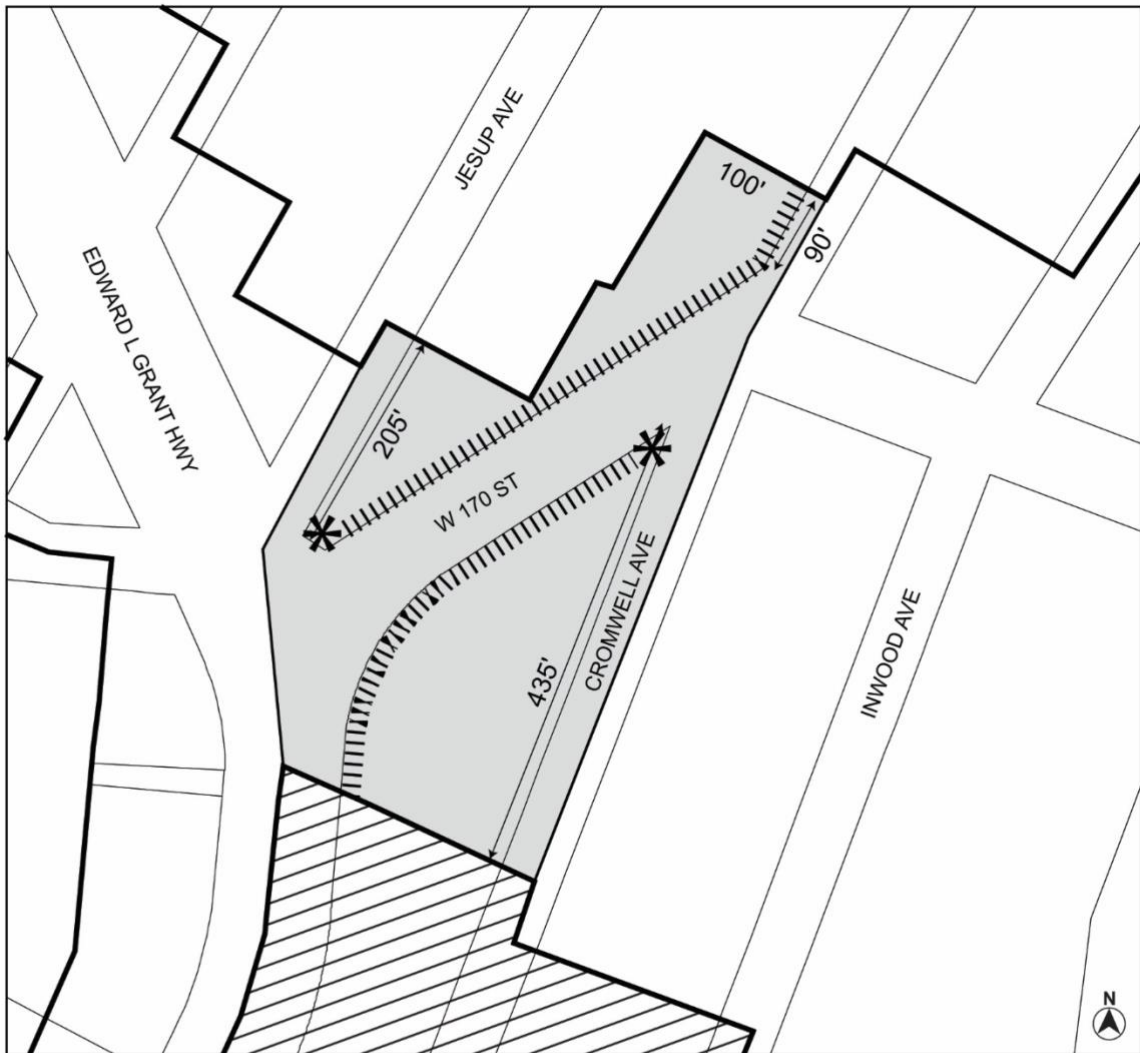 JESUP AVE
100'
90'
EDWARD L GRANT HWY
205'
W 170 ST
CROMWELL AVE
435'
INWOOD AVE
N